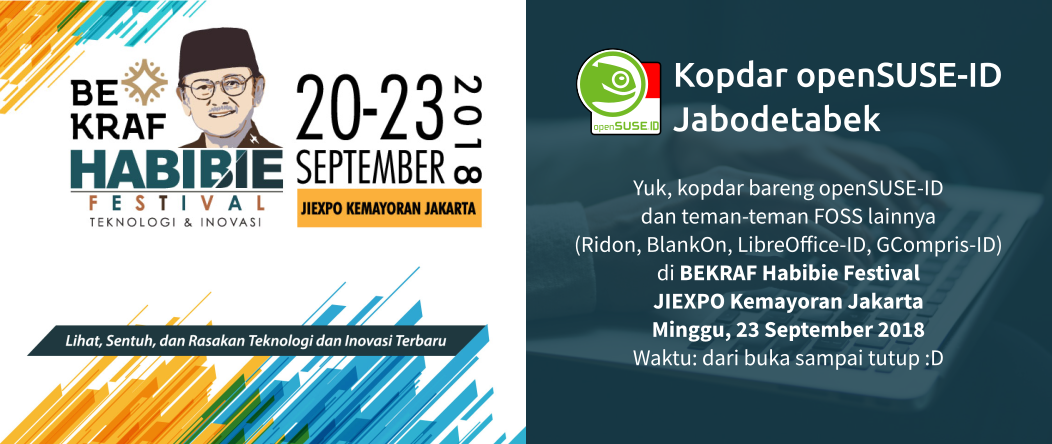 BE
KRAF
HABIBIE
FESTIVAL
TEKNOLOGI & INOVASI
20-23
SEPTEMBER
2018
JIEXPO KEMAYORAN JAKARTA
Lihat, Sentuh, dan Rasakan Teknologi dan Inovasi Terbaru
openSUSE ID
Kopdar openSUSE-ID
Jabodetabek
Yuk, kopdar bareng openSUSE-ID
dan teman-teman FOSS lainnya
(Ridon, BlankOn, LibreOffice-ID, GCompris-ID)
di BEKRAF Habibie Festival
JIEXPO Kemayoran Jakarta
Minggu, 23 September 2018
Waktu: dari buka sampai tutup :D